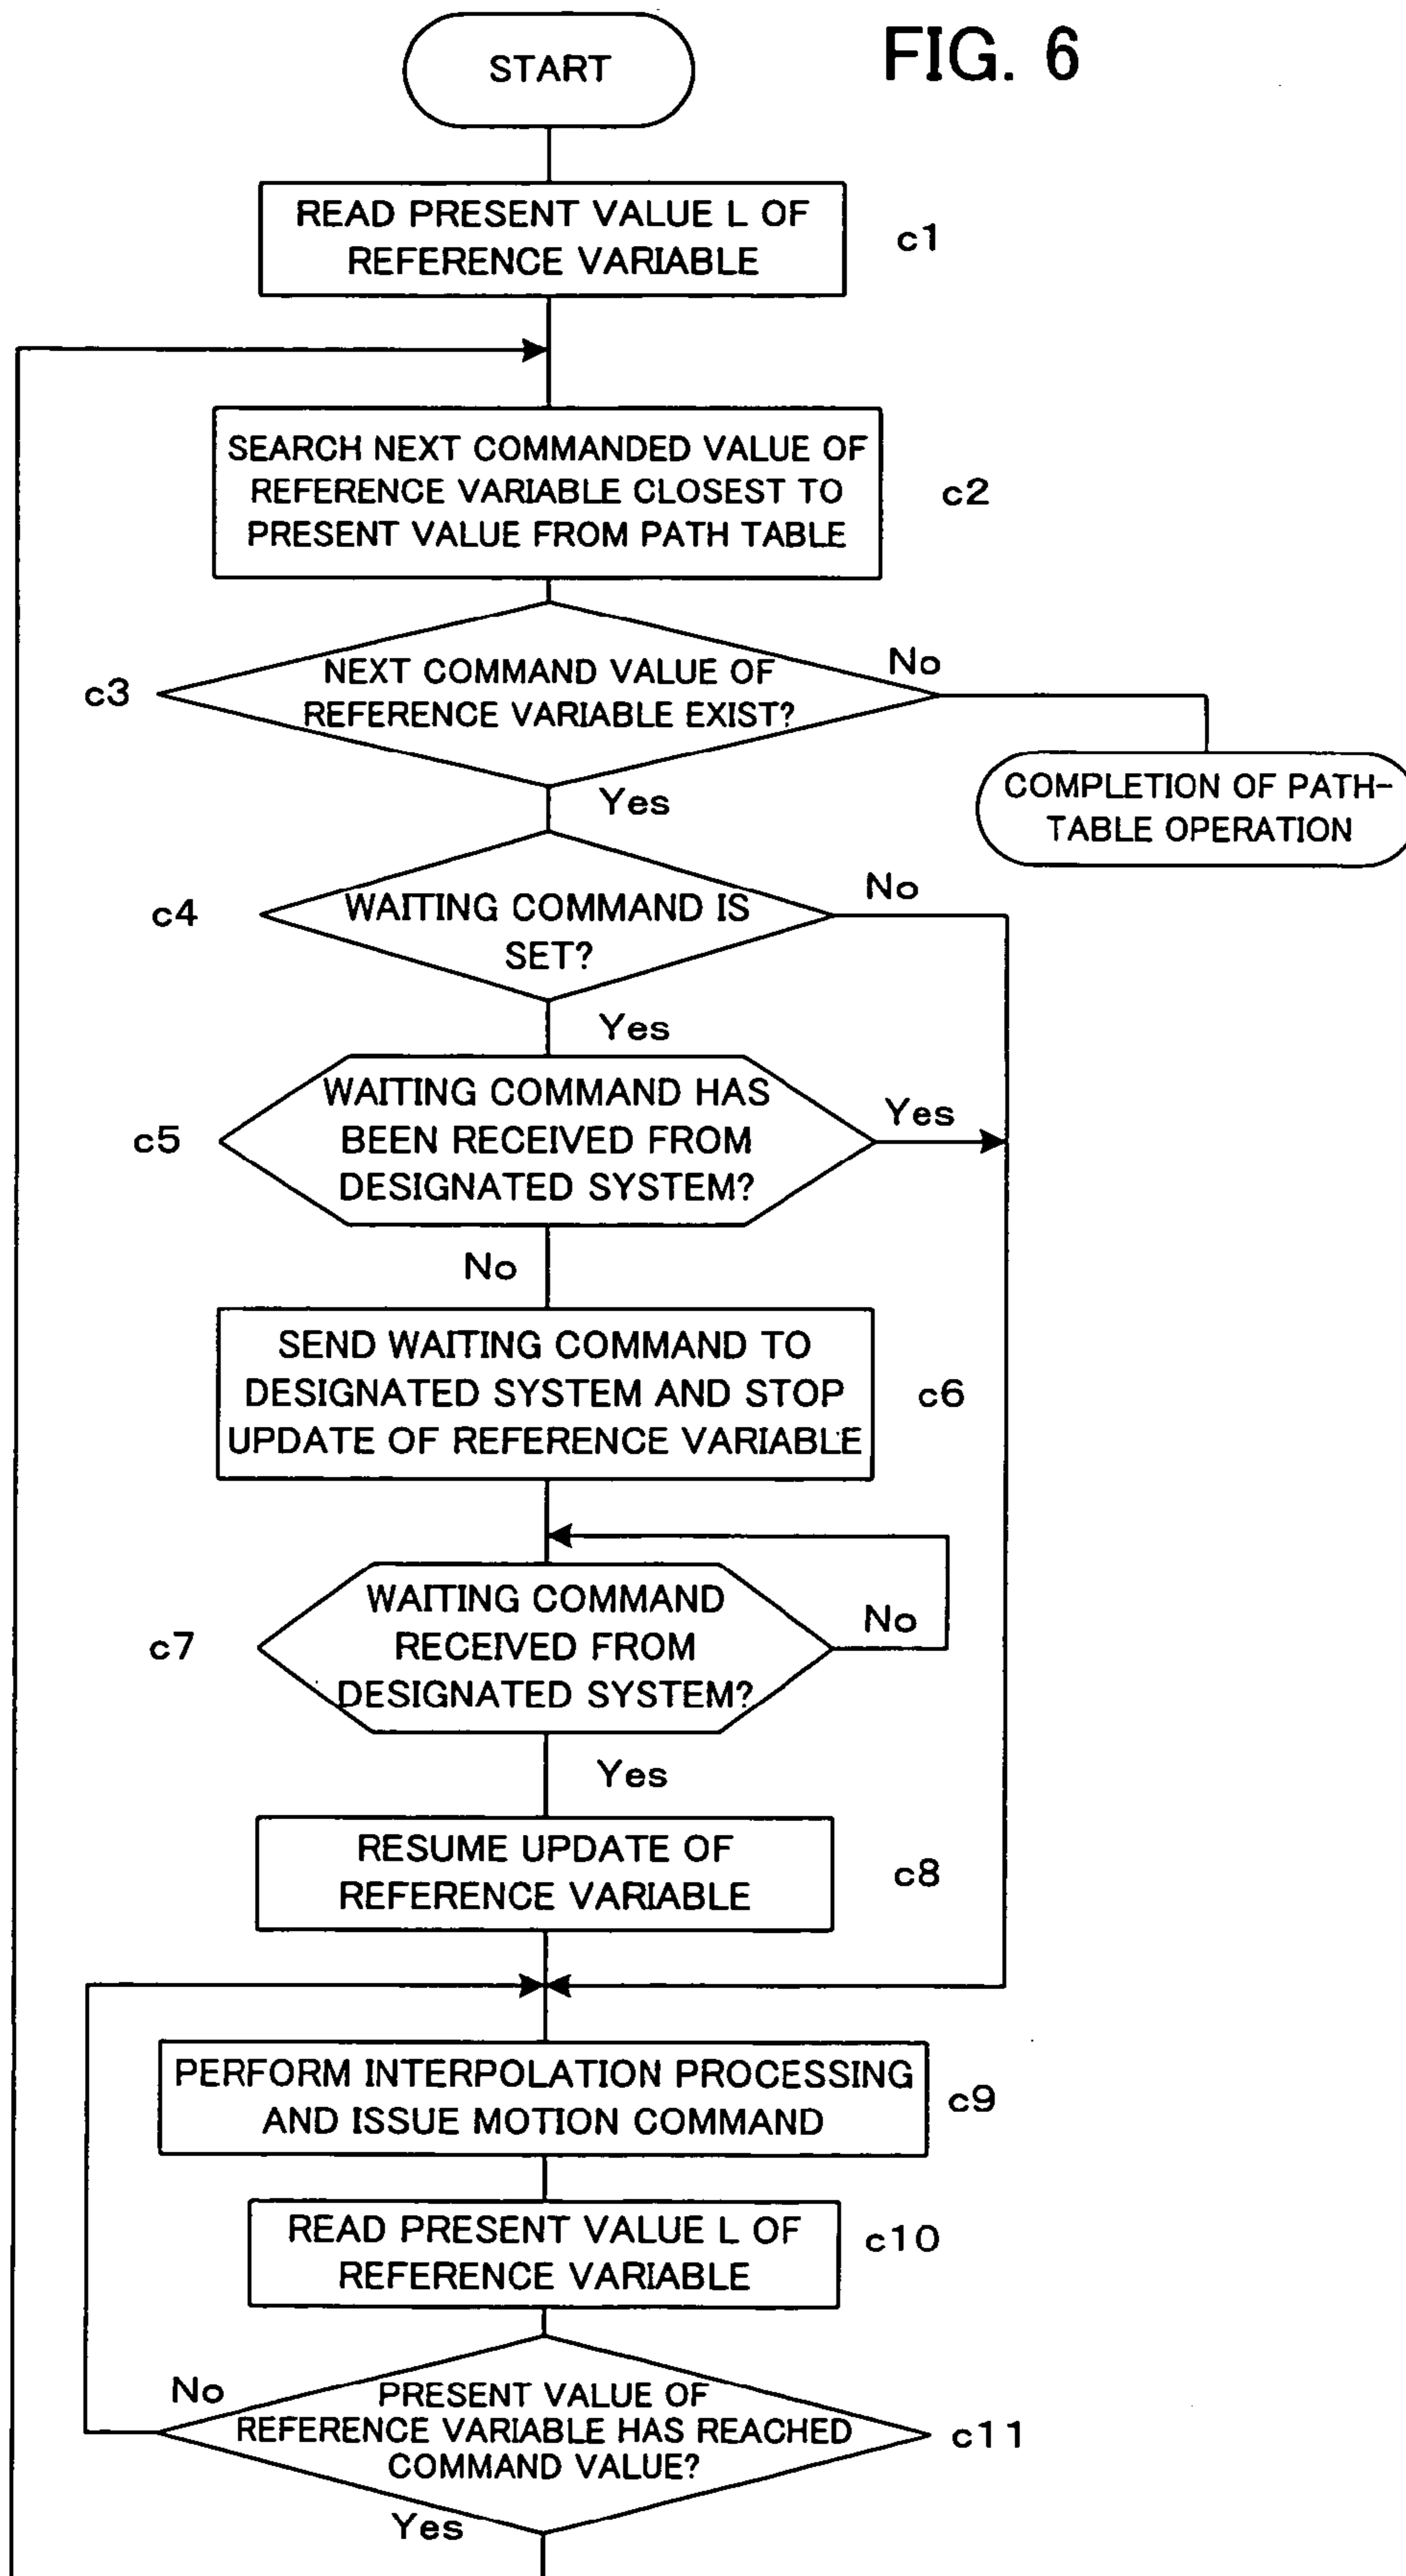 FIG. 6
START
READ PRESENT VALUE L OF
REFERENCE VARIABLE
c1
SEARCH NEXT COMMANDED VALUE OF
REFERENCE VARIABLE CLOSEST TO
PRESENT VALUE FROM PATH TABLE
c2
c3
NEXT COMMAND VALUE OF
REFERENCE VARIABLE EXIST?
No
COMPLETION OF PATH-
TABLE OPERATION
Yes
c4
WAITING COMMAND IS
SET?
No
Yes
c5
WAITING COMMAND HAS
BEEN RECEIVED FROM
DESIGNATED SYSTEM?
Yes
No
SEND WAITING COMMAND TO
DESIGNATED SYSTEM AND STOP
UPDATE OF REFERENCE VARIABLE
c6
c7
WAITING COMMAND
RECEIVED FROM
DESIGNATED SYSTEM?
No
Yes
RESUME UPDATE OF
REFERENCE VARIABLE
c8
PERFORM INTERPOLATION PROCESSING
AND ISSUE MOTION COMMAND
c9
READ PRESENT VALUE L OF
REFERENCE VARIABLE
c10
No
PRESENT VALUE OF
REFERENCE VARIABLE HAS REACHED
COMMAND VALUE?
c11
Yes